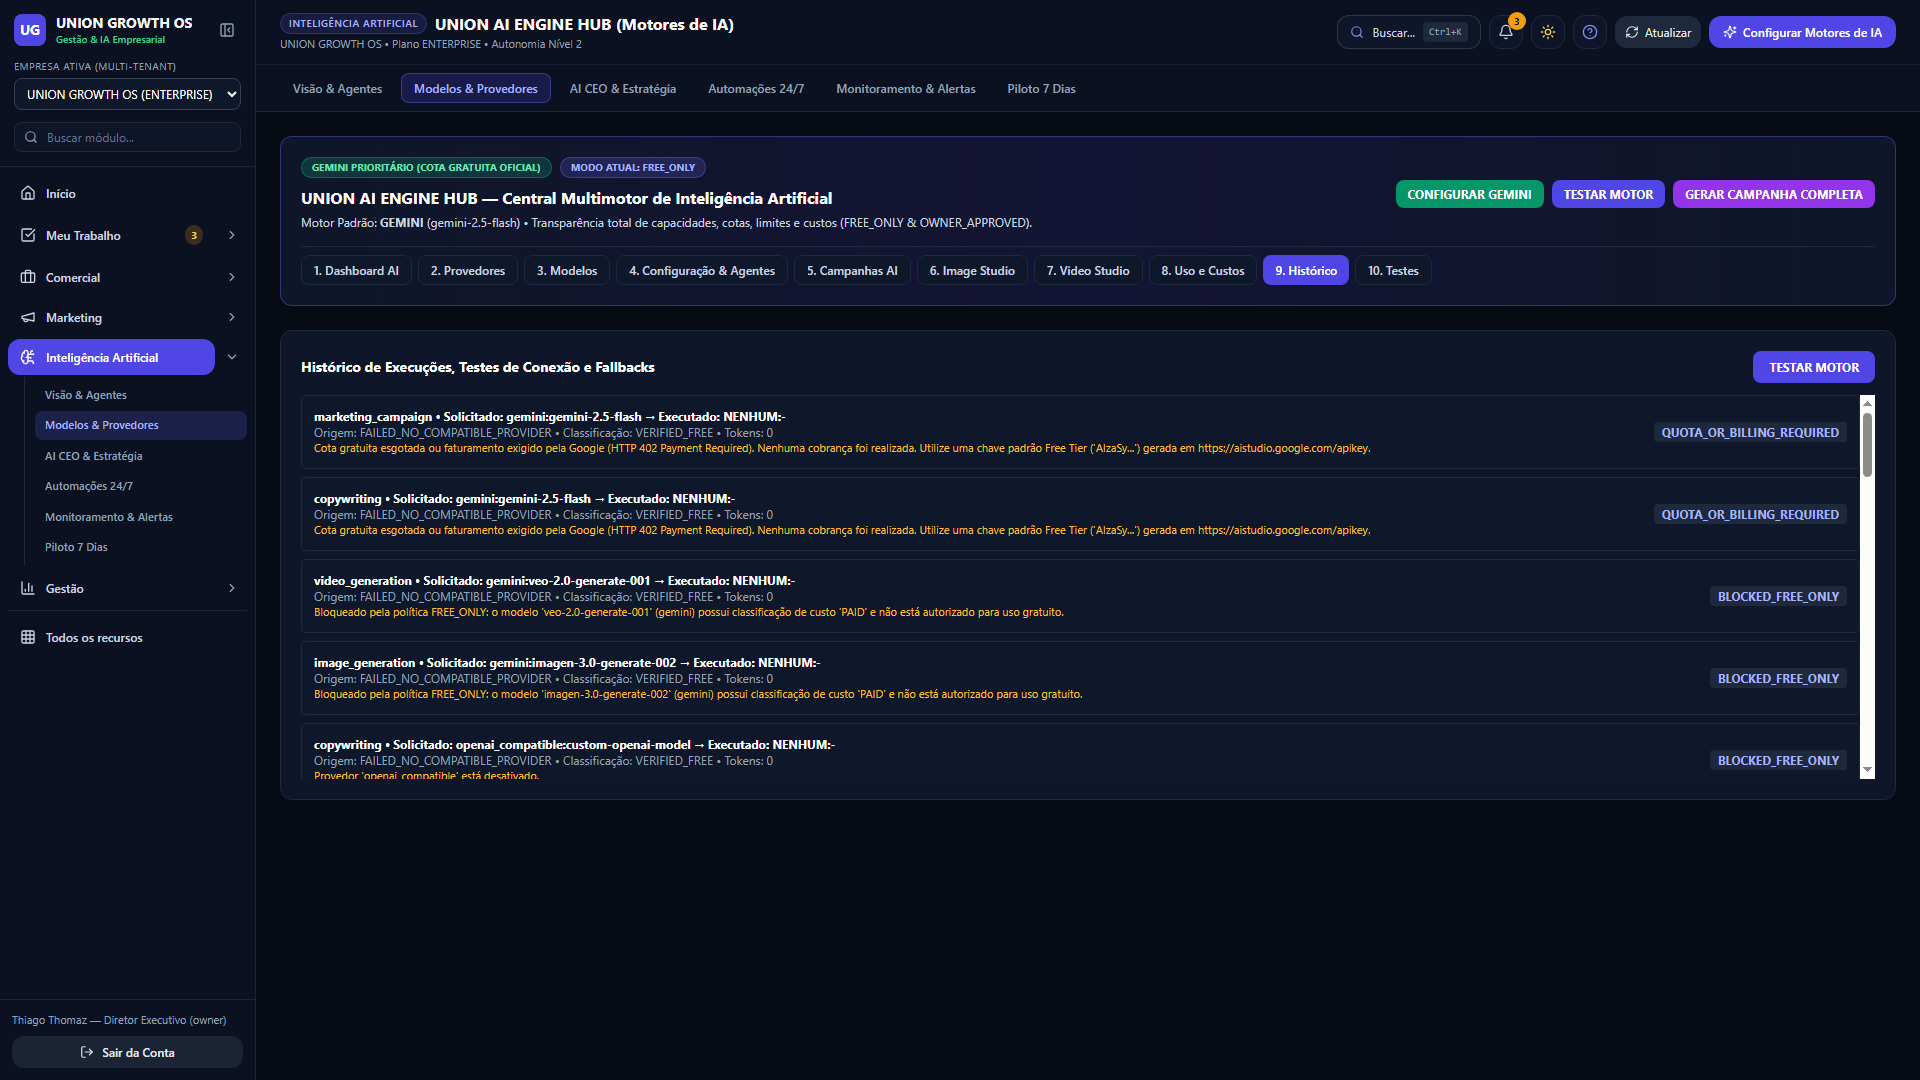 UG
UNION GROWTH OS
Gestão & IA Empresarial
EMPRESA ATIVA (MULTI-TENANT)
UNION GROWTH OS (ENTERPRISE)
Buscar módulo...
Início
Meu Trabalho
3
Comercial
Marketing
Inteligência Artificial
Visão & Agentes
Modelos & Provedores
AI CEO & Estratégia
Automações 24/7
Monitoramento & Alertas
Piloto 7 Dias
Gestão
Todos os recursos
Thiago Thomaz — Diretor Executivo (owner)
Sair da Conta
INTELIGÊNCIA ARTIFICIAL
UNION AI ENGINE HUB (Motores de IA)
UNION GROWTH OS • Plano ENTERPRISE • Autonomia Nível 2
Buscar...
Ctrl+K
3
Atualizar
Configurar Motores de IA
Visão & Agentes
Modelos & Provedores
AI CEO & Estratégia
Automações 24/7
Monitoramento & Alertas
Piloto 7 Dias
GEMINI PRIORITÁRIO (COTA GRATUITA OFICIAL)
MODO ATUAL: FREE_ONLY
UNION AI ENGINE HUB — Central Multimotor de Inteligência Artificial
Motor Padrão: GEMINI (gemini-2.5-flash) • Transparência total de capacidades, cotas, limites e custos (FREE_ONLY & OWNER_APPROVED).
CONFIGURAR GEMINI
TESTAR MOTOR
GERAR CAMPANHA COMPLETA
1. Dashboard AI
2. Provedores
3. Modelos
4. Configuração & Agentes
5. Campanhas AI
6. Image Studio
7. Video Studio
8. Uso e Custos
9. Histórico
10. Testes
Histórico de Execuções, Testes de Conexão e Fallbacks
TESTAR MOTOR
marketing_campaign • Solicitado: gemini:gemini-2.5-flash → Executado: NENHUM:-
Origem: FAILED_NO_COMPATIBLE_PROVIDER • Classificação: VERIFIED_FREE • Tokens: 0
Cota gratuita esgotada ou faturamento exigido pela Google (HTTP 402 Payment Required). Nenhuma cobrança foi realizada. Utilize uma chave padrão Free Tier ('AIzaSy...') gerada em https://aistudio.google.com/apikey.
QUOTA_OR_BILLING_REQUIRED
copywriting • Solicitado: gemini:gemini-2.5-flash → Executado: NENHUM:-
Origem: FAILED_NO_COMPATIBLE_PROVIDER • Classificação: VERIFIED_FREE • Tokens: 0
Cota gratuita esgotada ou faturamento exigido pela Google (HTTP 402 Payment Required). Nenhuma cobrança foi realizada. Utilize uma chave padrão Free Tier ('AIzaSy...') gerada em https://aistudio.google.com/apikey.
QUOTA_OR_BILLING_REQUIRED
video_generation • Solicitado: gemini:veo-2.0-generate-001 → Executado: NENHUM:-
Origem: FAILED_NO_COMPATIBLE_PROVIDER • Classificação: VERIFIED_FREE • Tokens: 0
Bloqueado pela política FREE_ONLY: o modelo 'veo-2.0-generate-001' (gemini) possui classificação de custo 'PAID' e não está autorizado para uso gratuito.
BLOCKED_FREE_ONLY
image_generation • Solicitado: gemini:imagen-3.0-generate-002 → Executado: NENHUM:-
Origem: FAILED_NO_COMPATIBLE_PROVIDER • Classificação: VERIFIED_FREE • Tokens: 0
Bloqueado pela política FREE_ONLY: o modelo 'imagen-3.0-generate-002' (gemini) possui classificação de custo 'PAID' e não está autorizado para uso gratuito.
BLOCKED_FREE_ONLY
copywriting • Solicitado: openai_compatible:custom-openai-model → Executado: NENHUM:-
Origem: FAILED_NO_COMPATIBLE_PROVIDER • Classificação: VERIFIED_FREE • Tokens: 0
Provedor 'openai_compatible' está desativado.
BLOCKED_FREE_ONLY